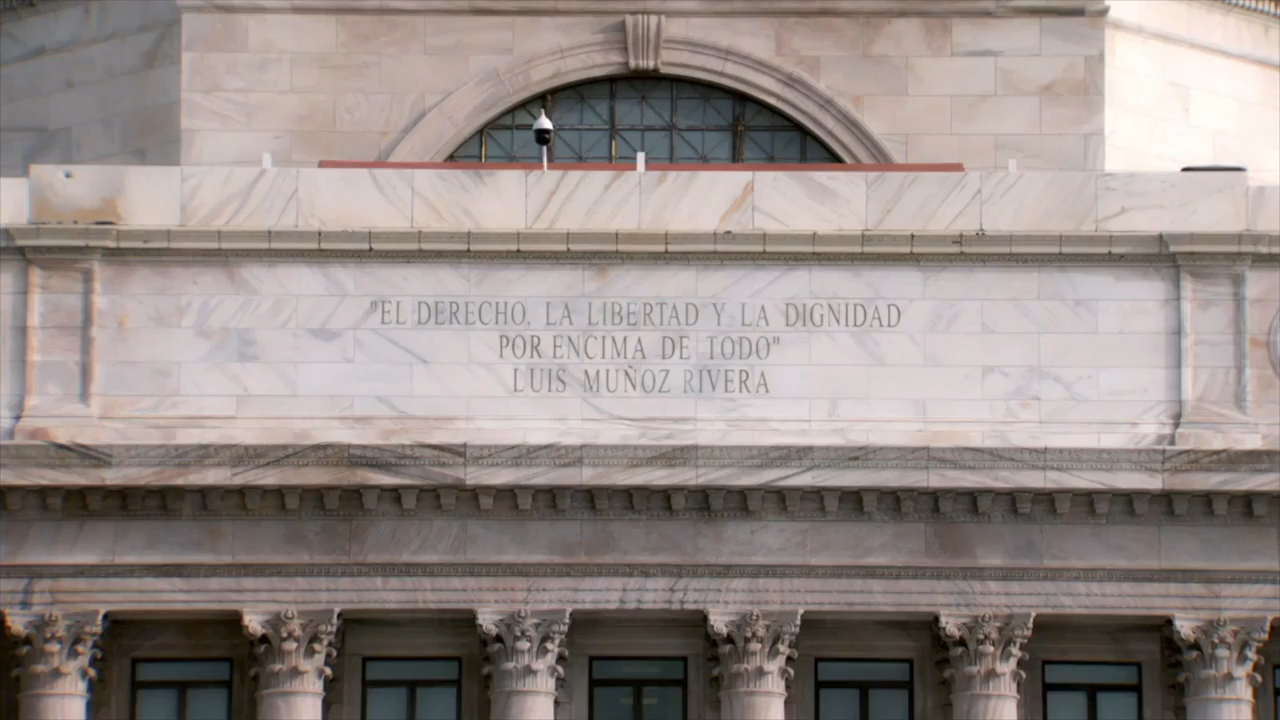 "EL DERECHO, LA LIBERTAD Y LA DIGNIDAD
POR ENCIMA DE TODO"
LUIS MUÑOZ RIVERA